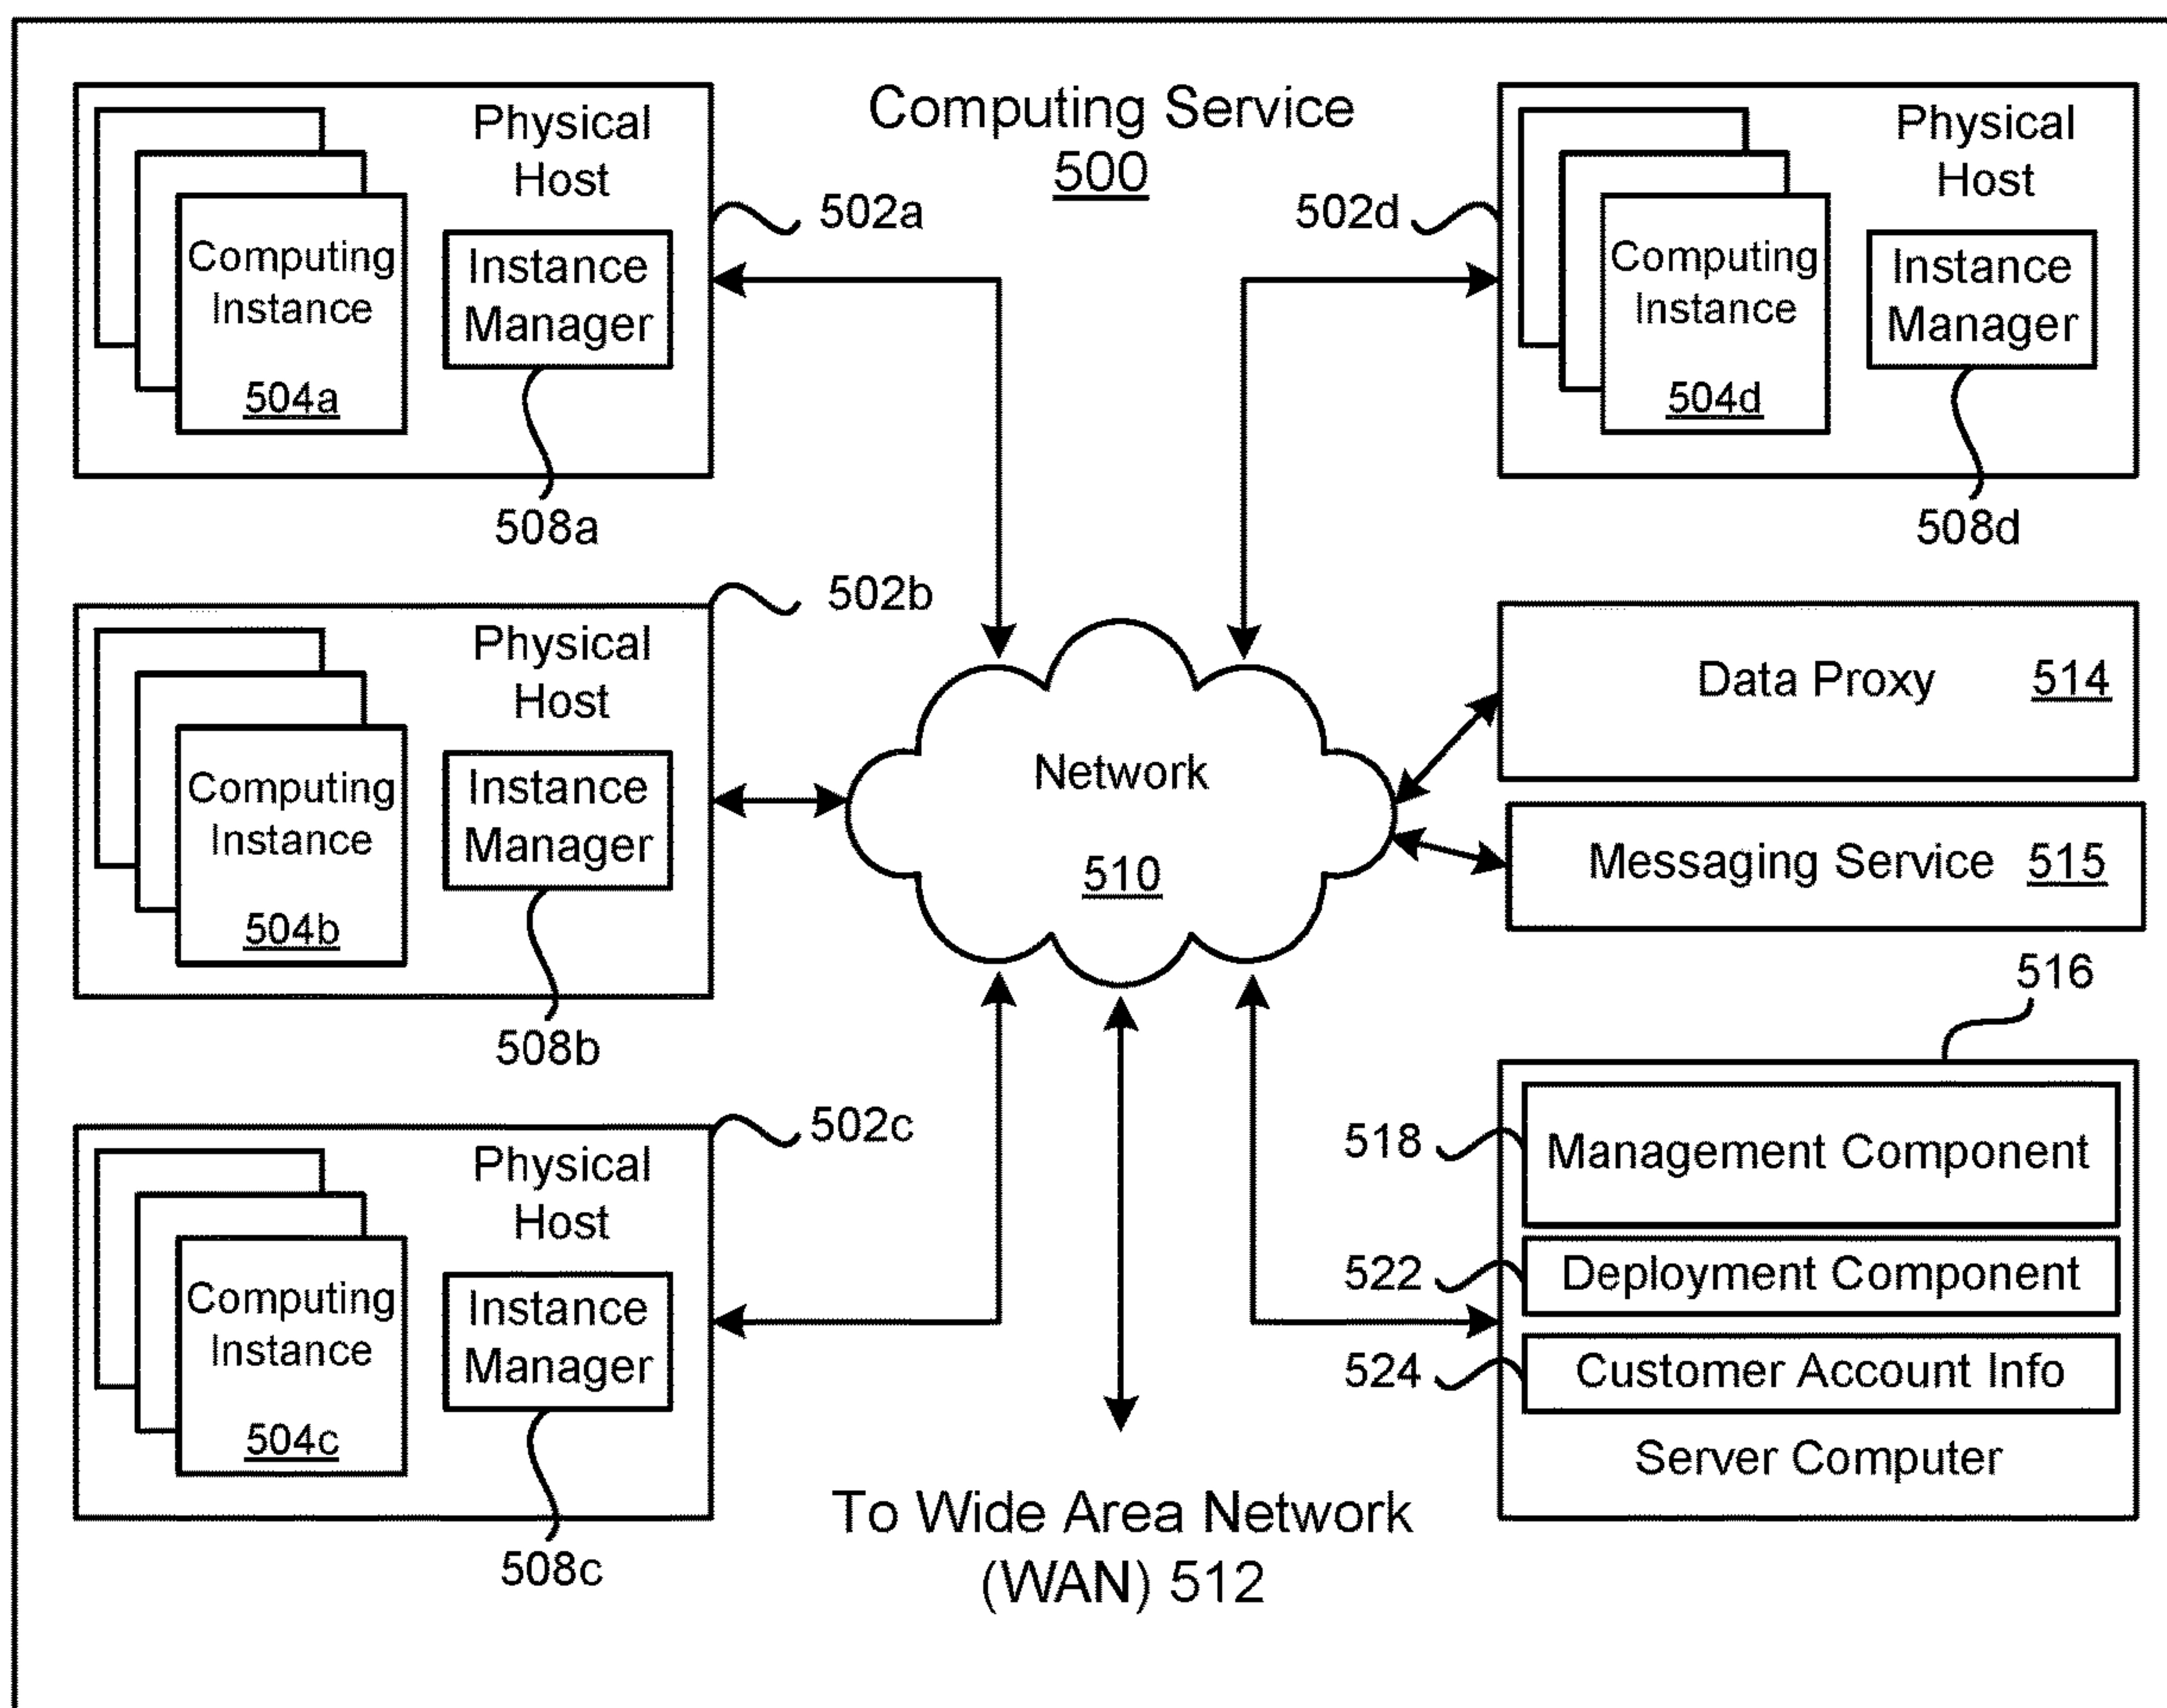 Computing Service
500
Physical
Host
Computing
Instance
504a
Instance
Manager
502a
508a
Physical
Host
Computing
Instance
504d
Instance
Manager
502d
508d
Physical
Host
Computing
Instance
504b
Instance
Manager
502b
508b
Network
510
Data Proxy 514
Messaging Service 515
Physical
Host
Computing
Instance
504c
Instance
Manager
502c
508c
516
518
Management Component
522
Deployment Component
524
Customer Account Info
Server Computer
To Wide Area Network
(WAN) 512